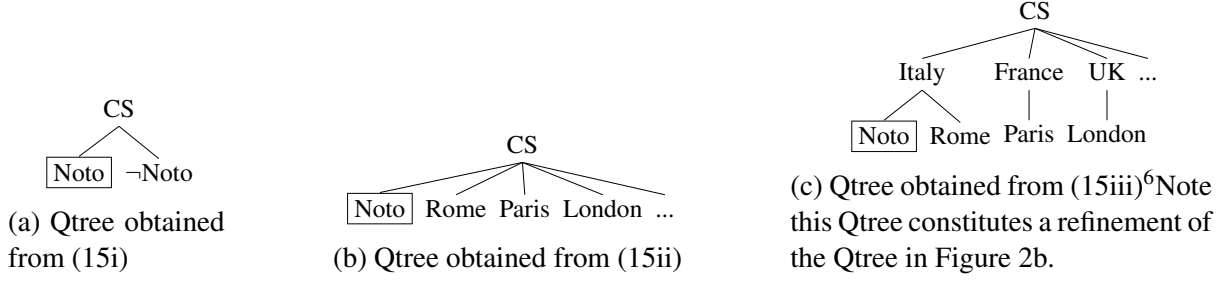 CS
Noto ¬Noto
(a) Qtree obtained
from (15i)
CS
Noto Rome Paris London ...
(b) Qtree obtained from (15ii)
CS
Italy France UK ...
Noto Rome Paris London
(c) Qtree obtained from (15iii)⁶Note
this Qtree constitutes a refinement of
the Qtree in Figure 2b.